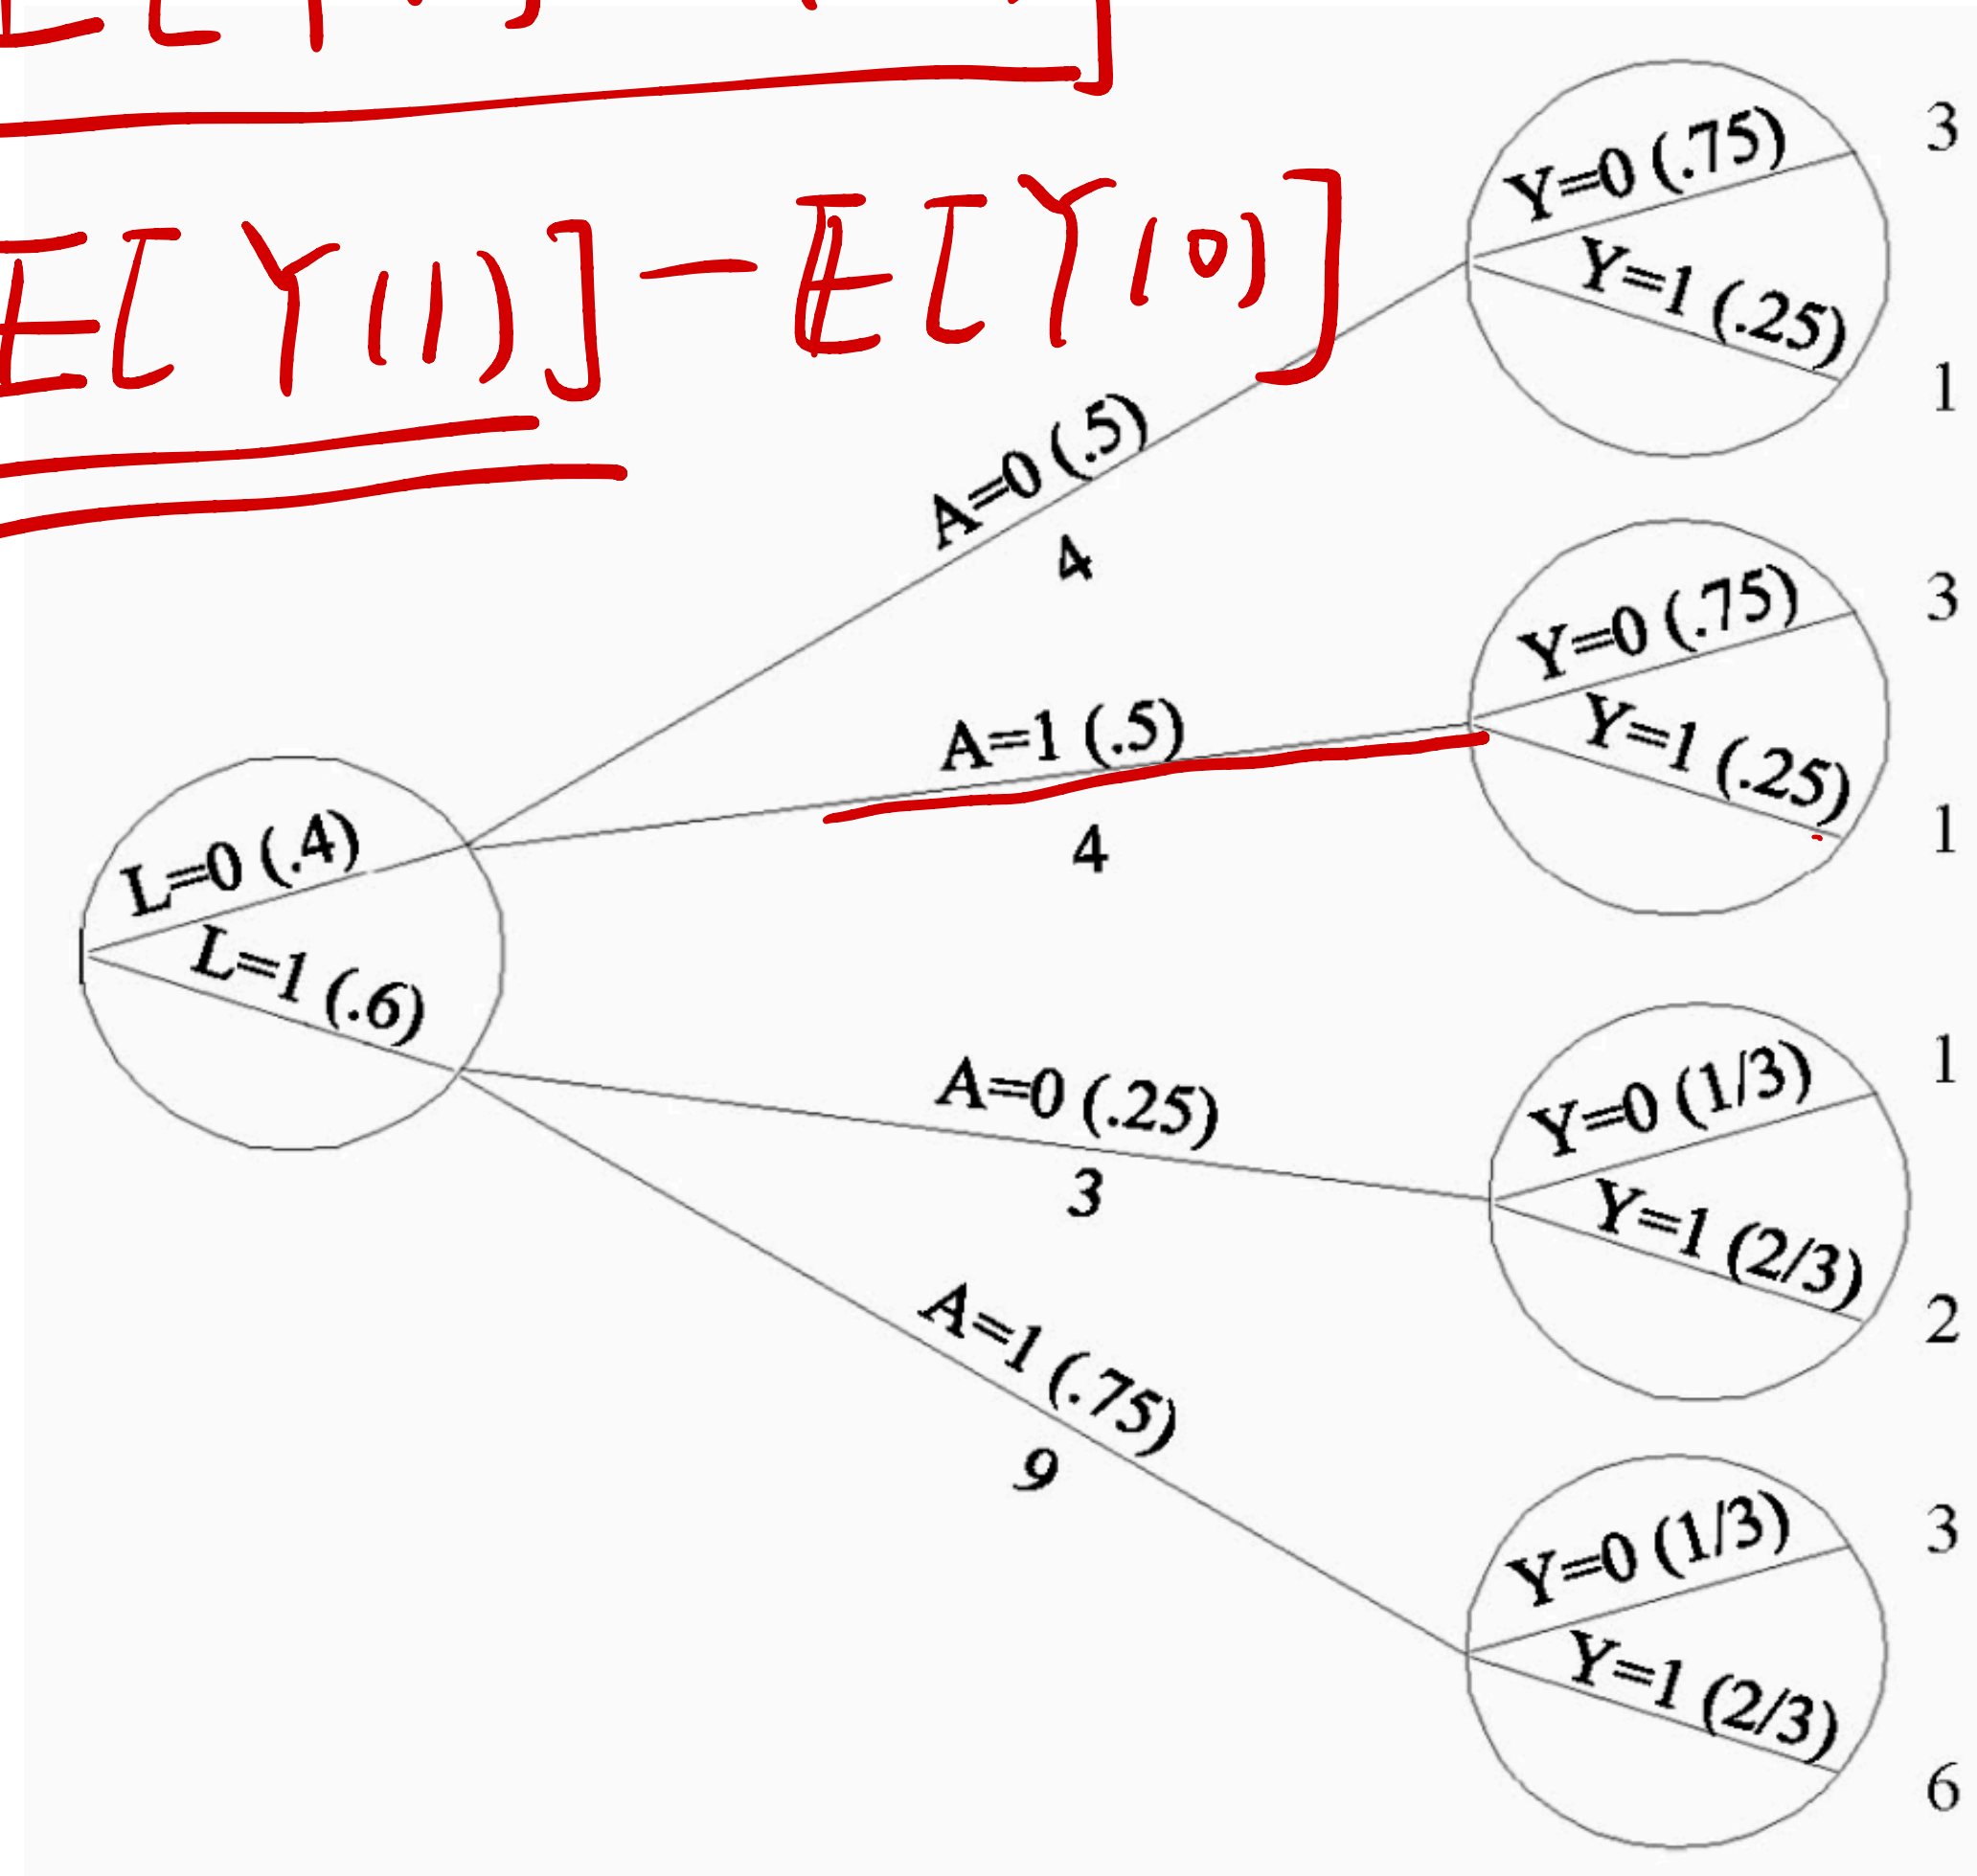 E[Y(1)] - E[Y(0)]
Y=0 (.75)
3
Y=1 (.25)
1
A=0 (.5)
4
Y=0 (.75)
3
A=1 (.5)
Y=1 (.25)
4
1
L=0 (.4)
L=1 (.6)
A=0 (.25)
3
Y=0 (1/3)
1
Y=1 (2/3)
2
A=1 (.75)
9
Y=0 (1/3)
3
Y=1 (2/3)
6